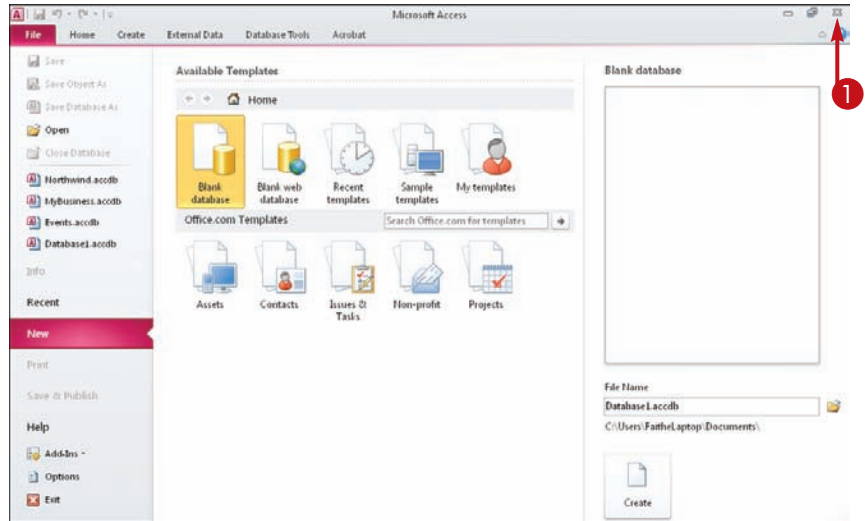 Microsoft Access
File Home Create External Data Database Tools Acrobat
Save
Save Object As
Save Database As
Open
Close Database
Northwind.accdb
MyBusiness.accdb
Events.accdb
Database1.accdb
Info
Recent
New
Print
Save & Publish
Help
Add-Ins
Options
Exit
Available Templates
Home
Blank database
Blank web database
Recent templates
Sample templates
My templates
Office.com Templates
Search Office.com for templates
Assets
Contacts
Issues & Tasks
Non-profit
Projects
Blank database
File Name
Database1.accdb
C:\Users\FaitheLaptop\Documents\
Create
1